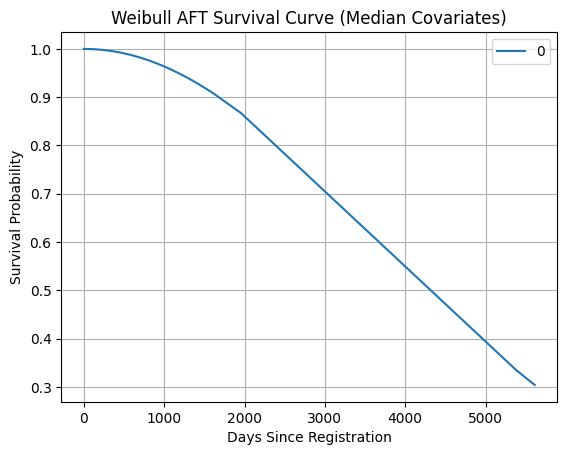 Weibull AFT Survival Curve (Median Covariates)
0
1.0
0.9
0.8
0.7
0.6
0.5
0.4
0.3
Survival Probability
0 1000 2000 3000 4000 5000
Days Since Registration